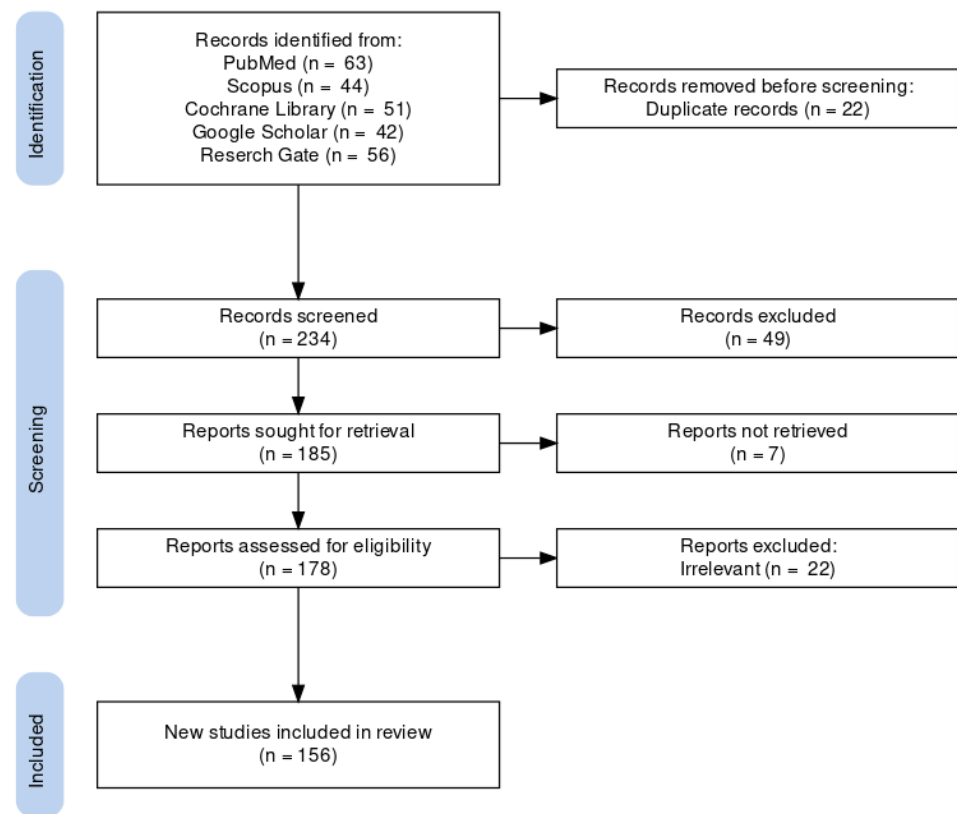 Identification
Records identified from:
PubMed (n = 63)
Scopus (n = 44)
Cochrane Library (n = 51)
Google Scholar (n = 42)
Reserch Gate (n = 56)
Records removed before screening:
Duplicate records (n = 22)
Screening
Records screened
(n = 234)
Records excluded
(n = 49)
Reports sought for retrieval
(n = 185)
Reports not retrieved
(n = 7)
Reports assessed for eligibility
(n = 178)
Reports excluded:
Irrelevant (n = 22)
Included
New studies included in review
(n = 156)